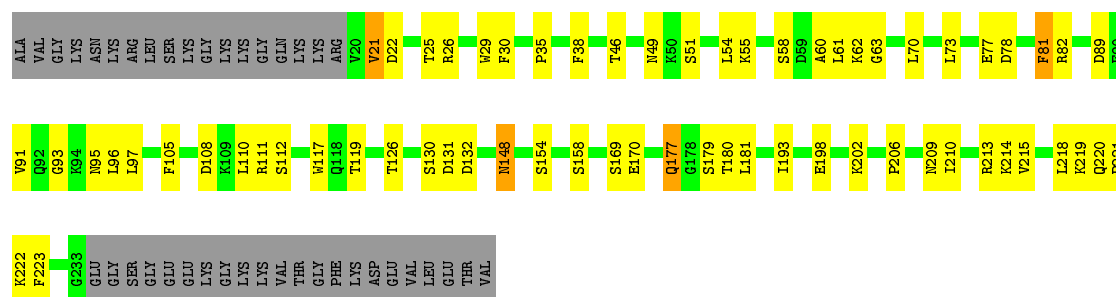 ALA VAL GLY LYS ASN LYS LYS ARG LEU SER LYS GLY LYS LYS LYS GLY GLN LYS LYS ARG V20 V21 D22 T25 R26 W29 F30 P35 F38 T46 N49 K50 S51 L54 K55 S58 D59 A60 L61 K62 G63 L70 L73 E77 D78 F81 R82 D89
V91 Q92 G93 K94 N95 L96 L97 F105 D108 K109 L110 R111 S112 W117 Q118 T119 T126 S130 D131 D132 N148 S154 S158 S169 E170 Q177 G178 S179 T180 L181 I193 E198 K202 P206 N209 I210 R213 K214 V215 L218 K219 Q220
K222 F223 G233 GLU GLY SER GLY GLU GLU LYS GLY LYS LYS VAL THR GLY PHE LYS ASP GLU VAL LEU GLU THR VAL